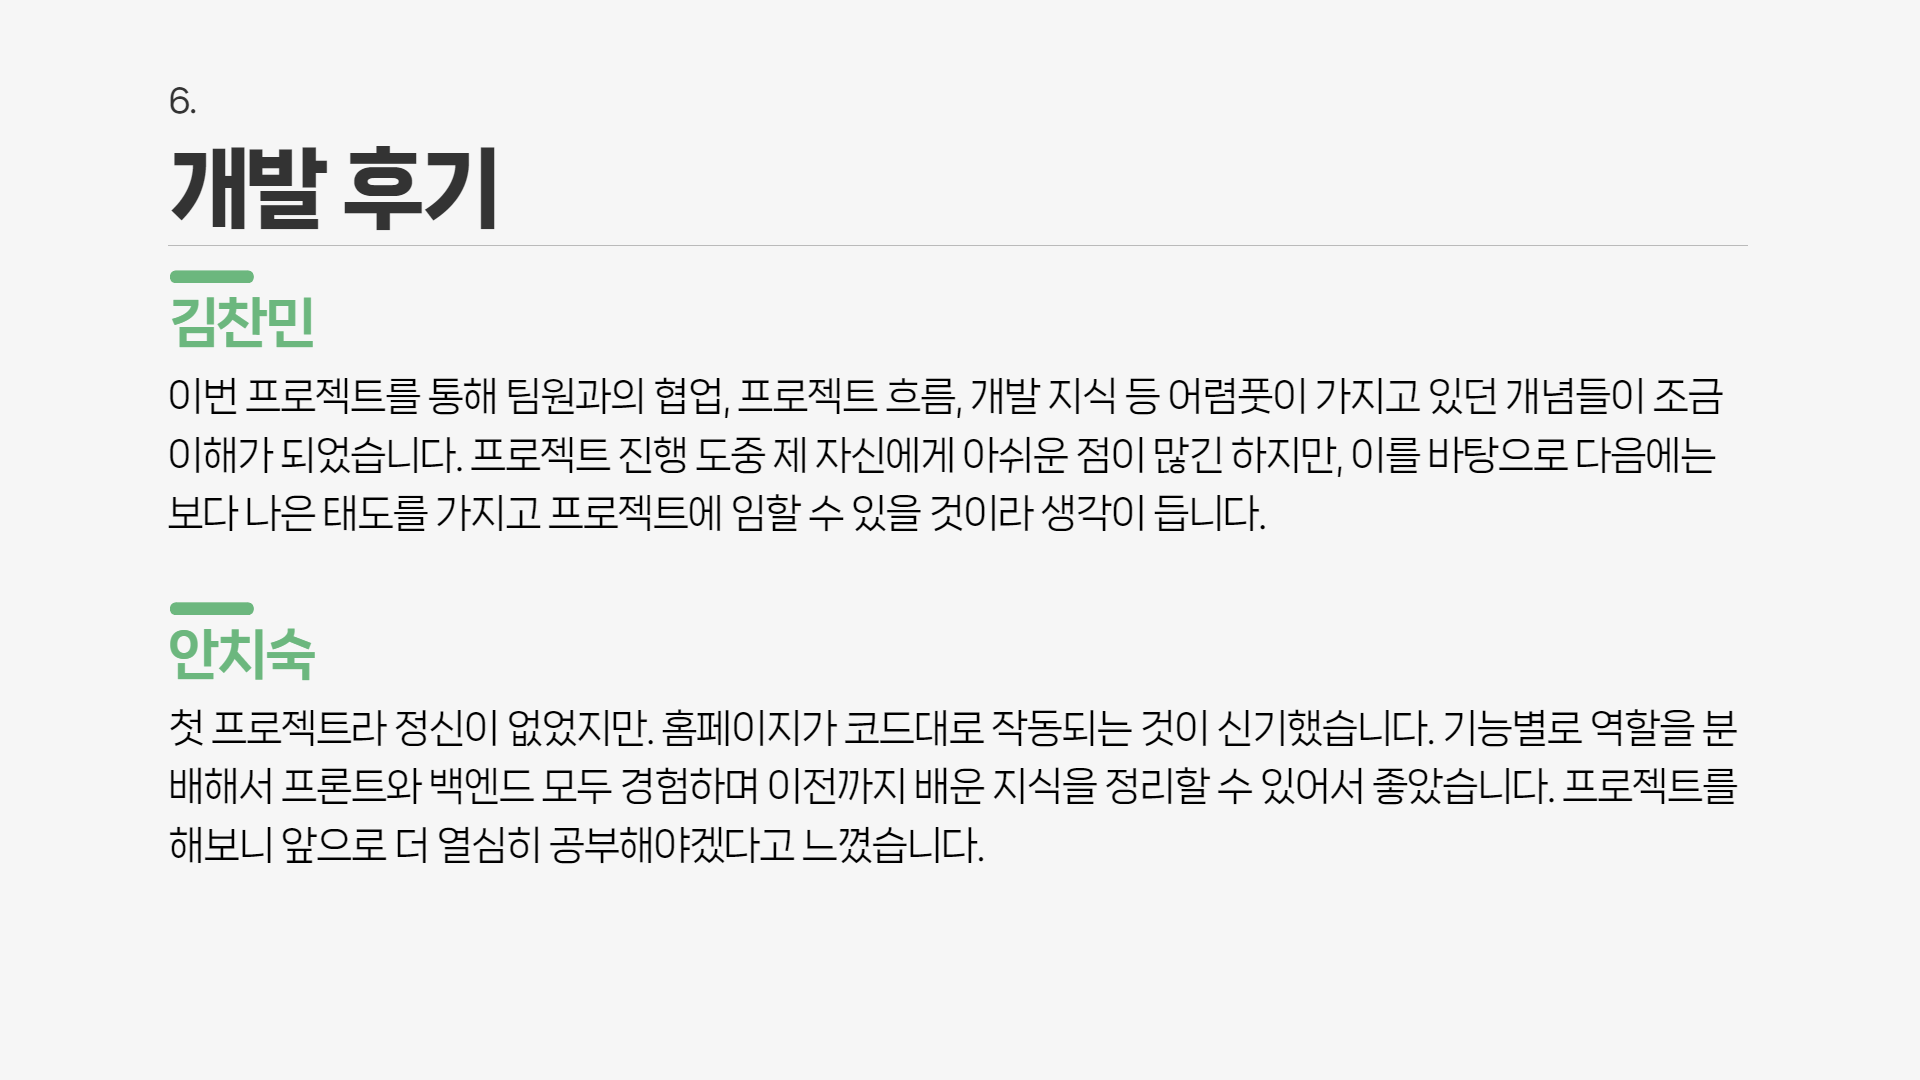 6.
개발 후기
김찬민
이번 프로젝트를 통해 팀원과의 협업, 프로젝트 흐름, 개발 지식 등 어렴풋이 가지고 있던 개념들이 조금
이해가 되었습니다. 프로젝트 진행 도중 제 자신에게 아쉬운 점이 많긴 하지만, 이를 바탕으로 다음에는
보다 나은 태도를 가지고 프로젝트에 임할 수 있을 것이라 생각이 듭니다.
안치숙
첫 프로젝트라 정신이 없었지만. 홈페이지가 코드대로 작동되는 것이 신기했습니다. 기능별로 역할을 분
배해서 프론트와 백엔드 모두 경험하며 이전까지 배운 지식을 정리할 수 있어서 좋았습니다. 프로젝트를
해보니 앞으로 더 열심히 공부해야겠다고 느꼈습니다.